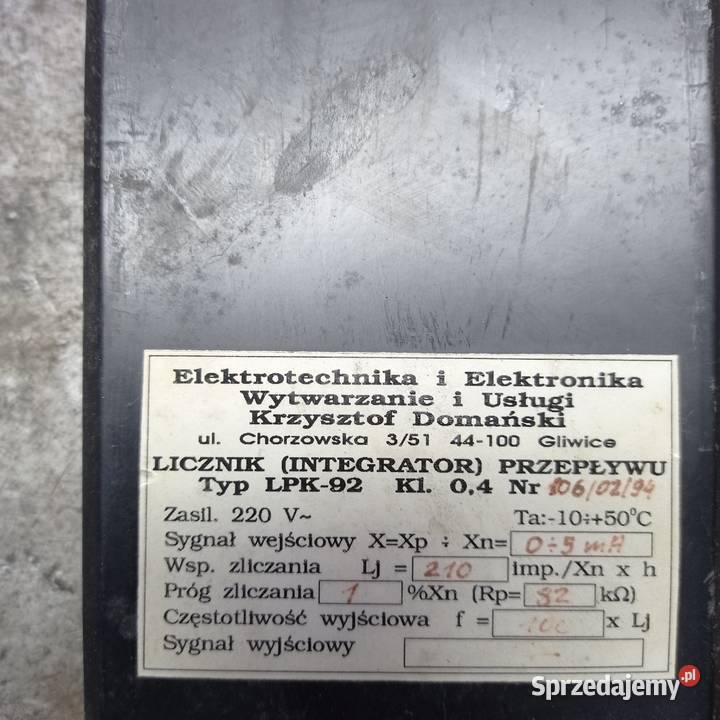 Elektrotechnika i Elektronika
Wytwarzanie i Usługi
Krzysztof Domański
ul. Chorzowska 3/51 44-100 Gliwice
LICZNIK (INTEGRATOR) PRZEPŁYWU
Typ LPK-92 Kl. 0,4 Nr 106/02/94
Zasil. 220 V~ Ta:-10÷+50°C
Sygnał wejściowy X=Xp ÷ Xn= 0÷5 mA
Wsp. zliczania Lj = 210 imp./Xn x h
Próg zliczania 1 %Xn (Rp= 82 kΩ)
Częstotliwość wyjściowa f = 100 x Lj
Sygnał wyjściowy
Sprzedajemy.pl